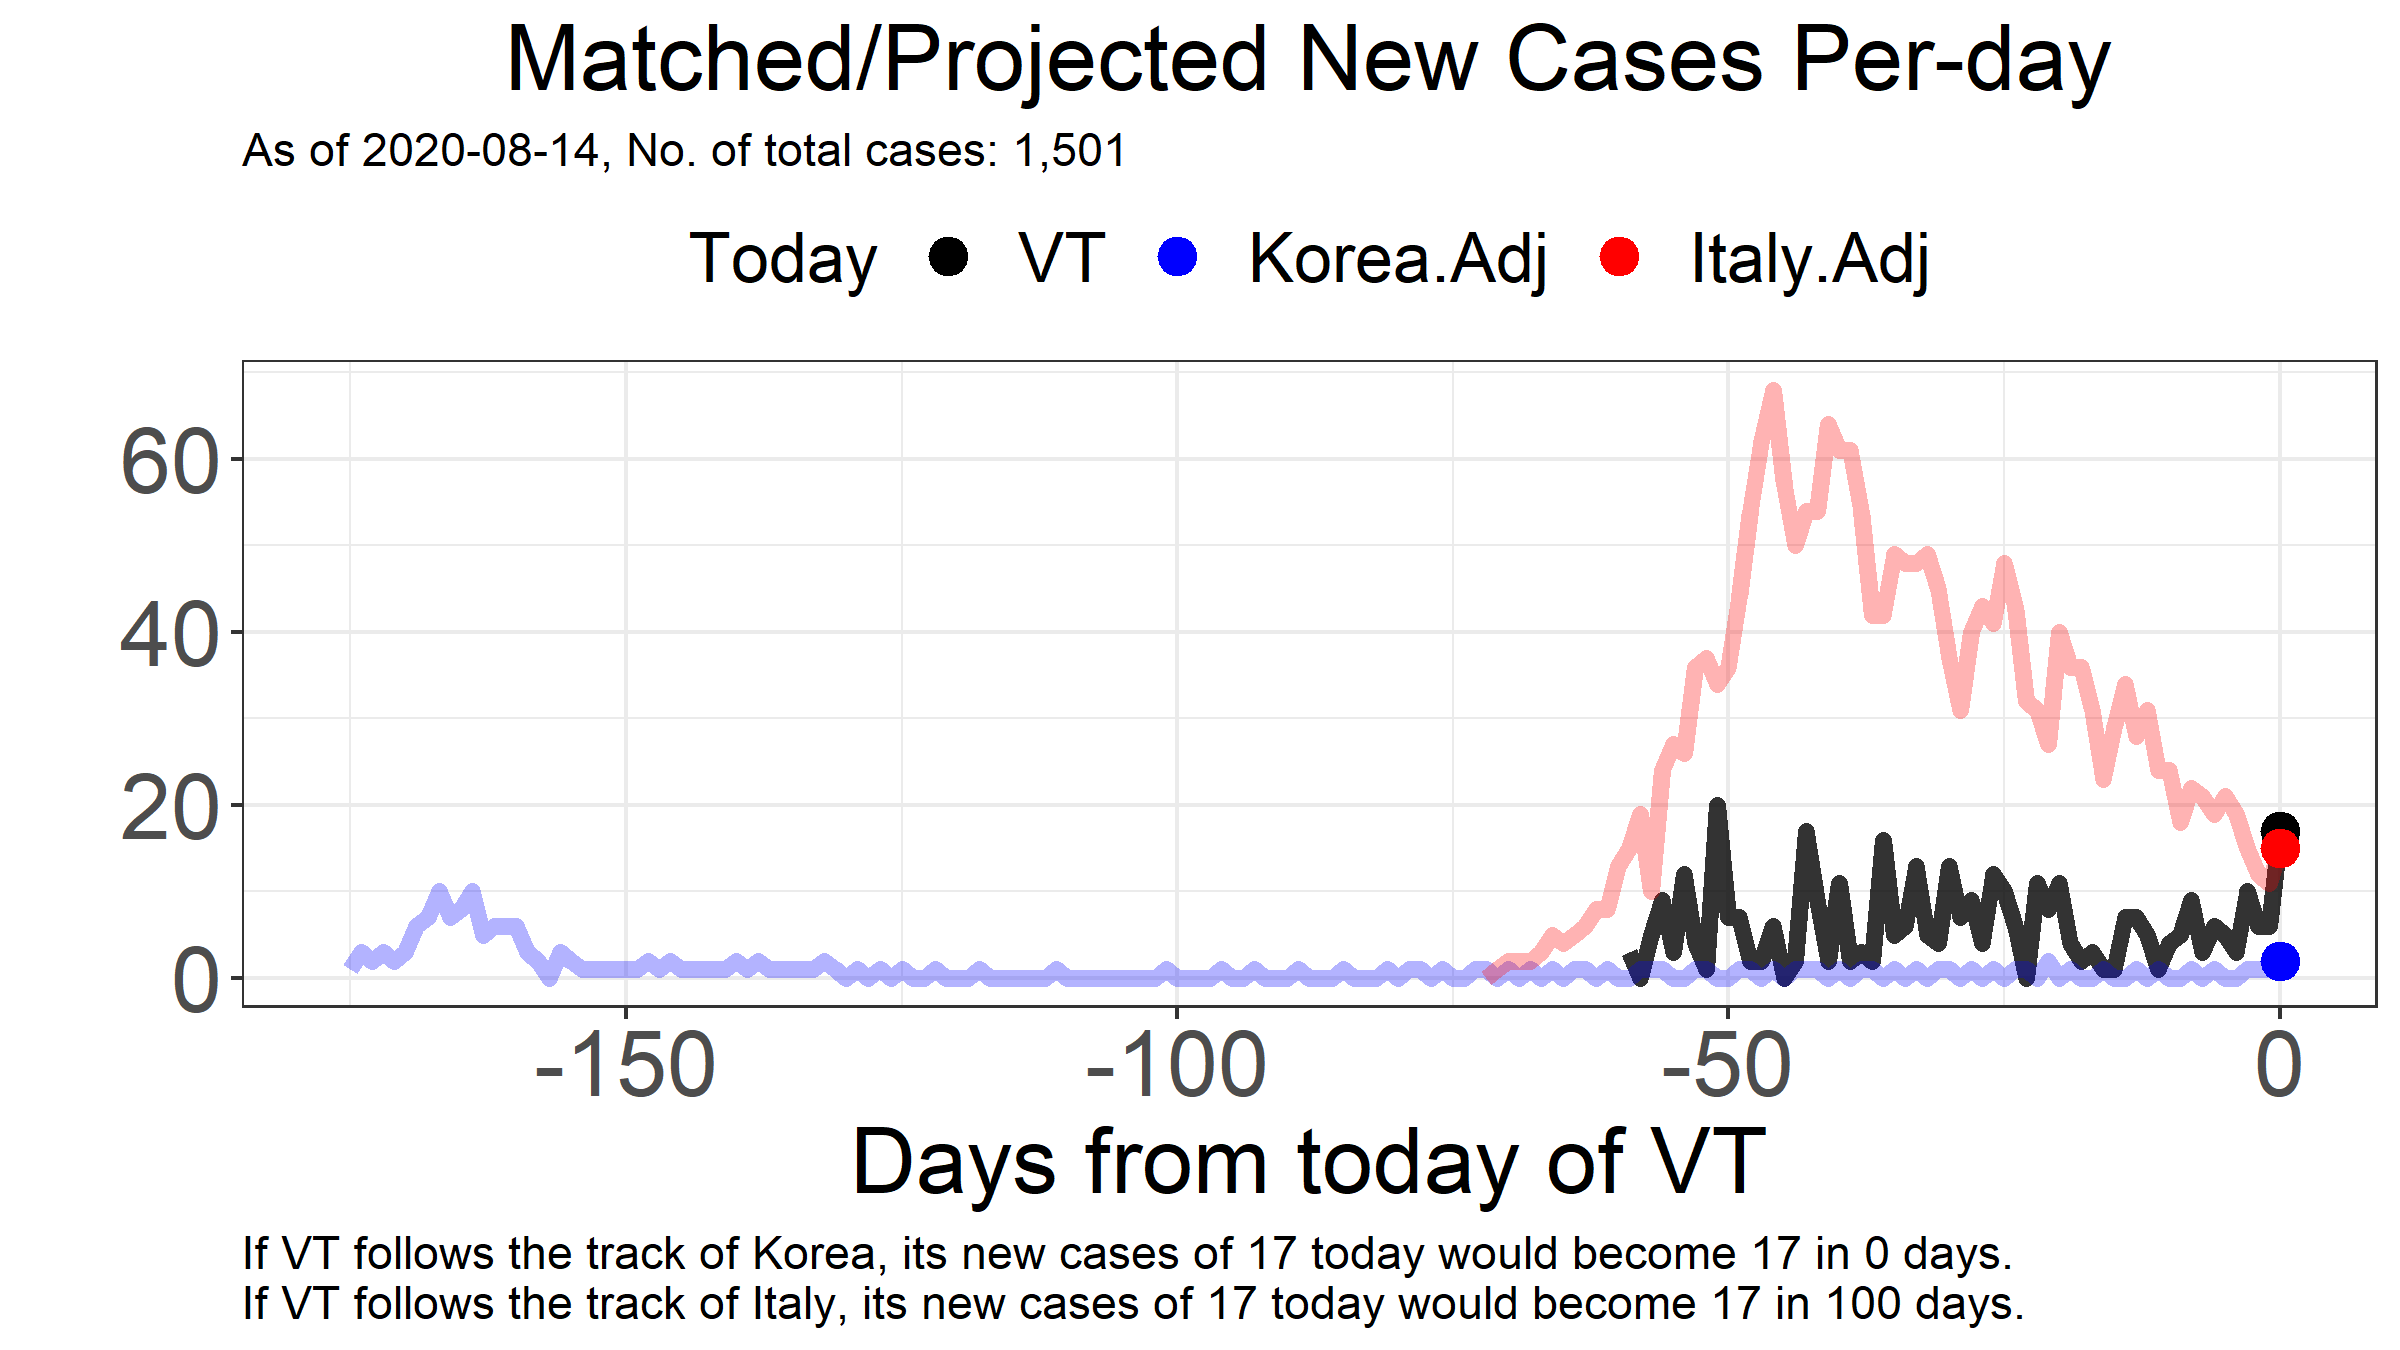 Matched/Projected New Cases Per-day
As of 2020-08-14, No. of total cases: 1,501
Today VT Korea.Adj Italy.Adj
60
40
20
0
-150 -100 -50 0
Days from today of VT
If VT follows the track of Korea, its new cases of 17 today would become 17 in 0 days.
If VT follows the track of Italy, its new cases of 17 today would become 17 in 100 days.